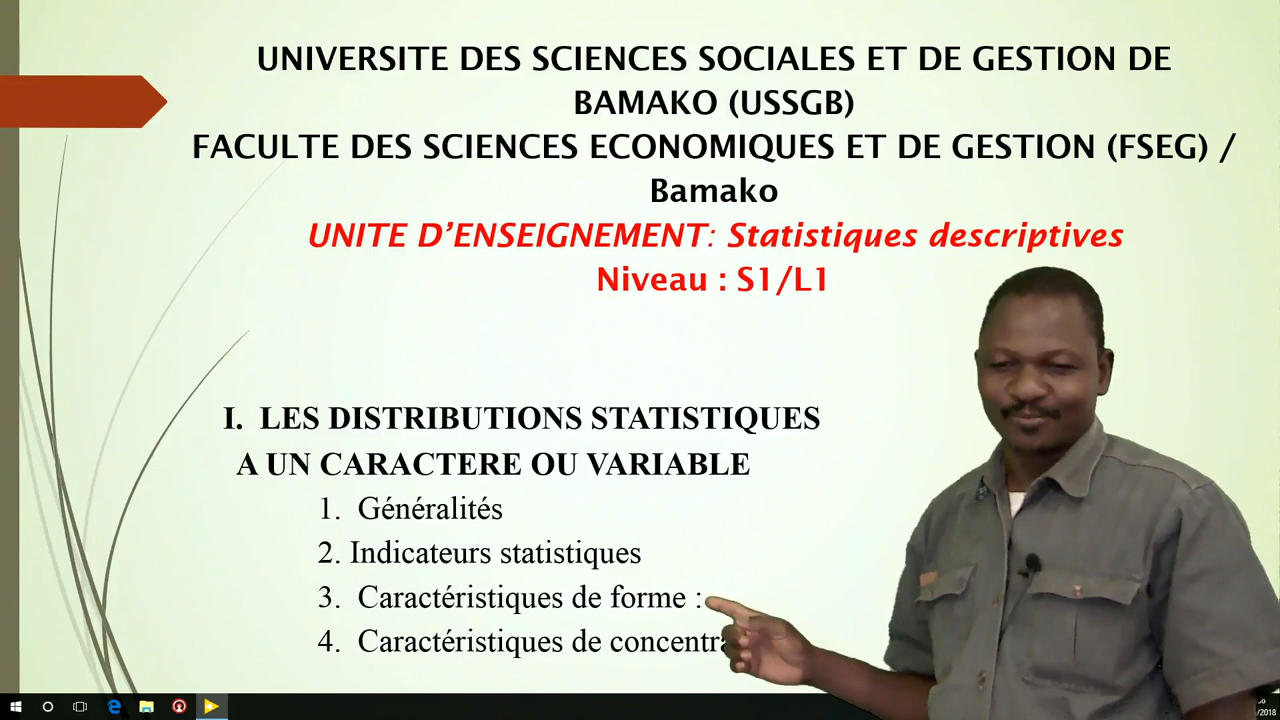 UNIVERSITE DES SCIENCES SOCIALES ET DE GESTION DE
BAMAKO (USSGB)
FACULTE DES SCIENCES ECONOMIQUES ET DE GESTION (FSEG) /
Bamako
UNITE D’ENSEIGNEMENT: Statistiques descriptives
Niveau : S1/L1
I. LES DISTRIBUTIONS STATISTIQUES
A UN CARACTERE OU VARIABLE
1. Généralités
2. Indicateurs statistiques
3. Caractéristiques de forme :
4. Caractéristiques de
/2018